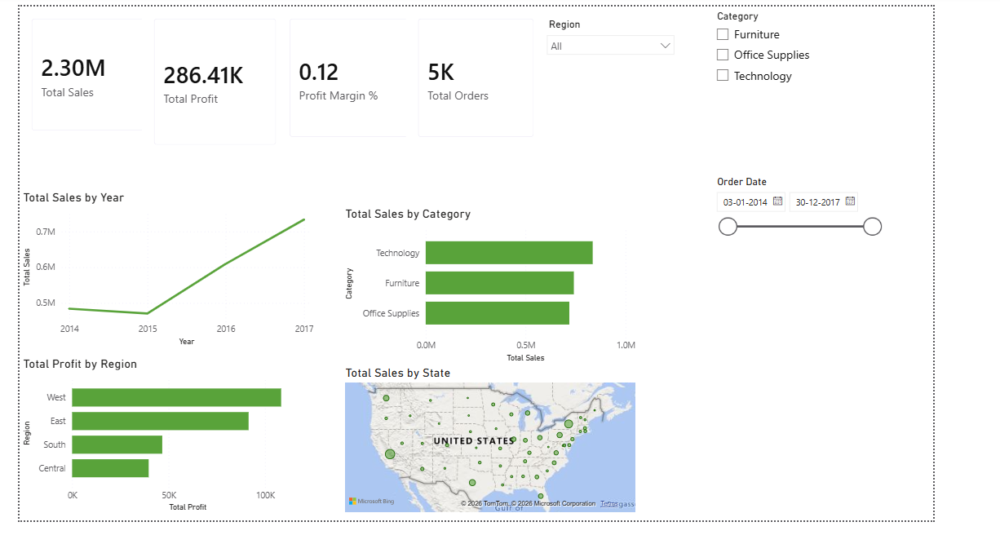 2.30M
Total Sales
286.41K
Total Profit
0.12
Profit Margin %
5K
Total Orders
Region
All
Category
Furniture
Office Supplies
Technology
Order Date
03-01-2014
30-12-2017
Total Sales by Year
Total Sales
0.7M
0.6M
0.5M
2014 2015 2016 2017
Year
Total Sales by Category
Category
Technology
Furniture
Office Supplies
0.0M 0.5M 1.0M
Total Sales
Total Profit by Region
Region
West
East
South
Central
0K 50K 100K
Total Profit
Total Sales by State
UNITED STATES
Microsoft Bing
© 2026 TomTom, © 2026 Microsoft Corporation Terms
Gulf of